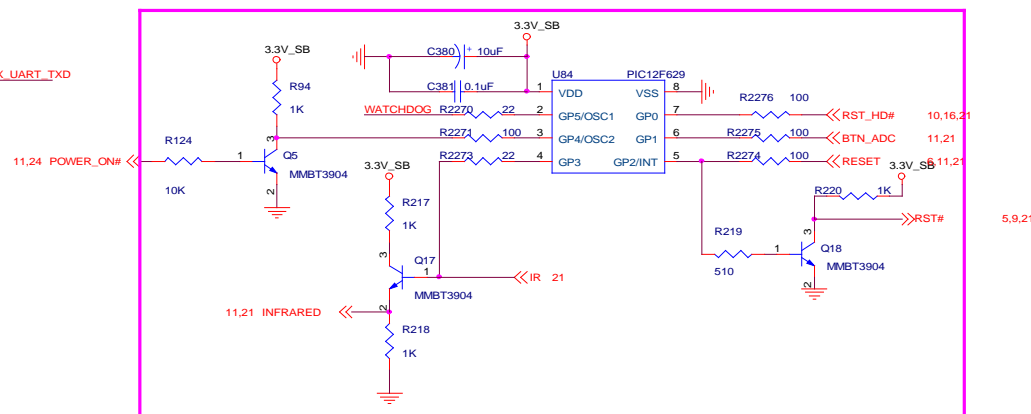 3.3V_SB
3.3V_SB
C380 + 10uF
X_UART_TXD
U84 PIC12F629
R94
C381 0.1uF
1 VDD VSS 8
1K
R2276 100
WATCHDOG R2270 22 2 GP5/OSC1 GP0 7 RST_HD# 10,16,21
R124
3
R2271 100 3 GP4/OSC2 GP1 6 R2275 100 BTN_ADC 11,21
11,24 POWER_ON# 1 Q5
R2273 22 4 GP3 GP2/INT 5 R2274 100 RESET 6,11,21
MMBT3904
3.3V_SB
3.3V_SB
10K
2
R220 1K
R217
1K
RST# 5,9,21
R219
3
3
Q17
1 Q18
1
IR 21
510
MMBT3904
MMBT3904
2
2
11,21 INFRARED
R218
1K